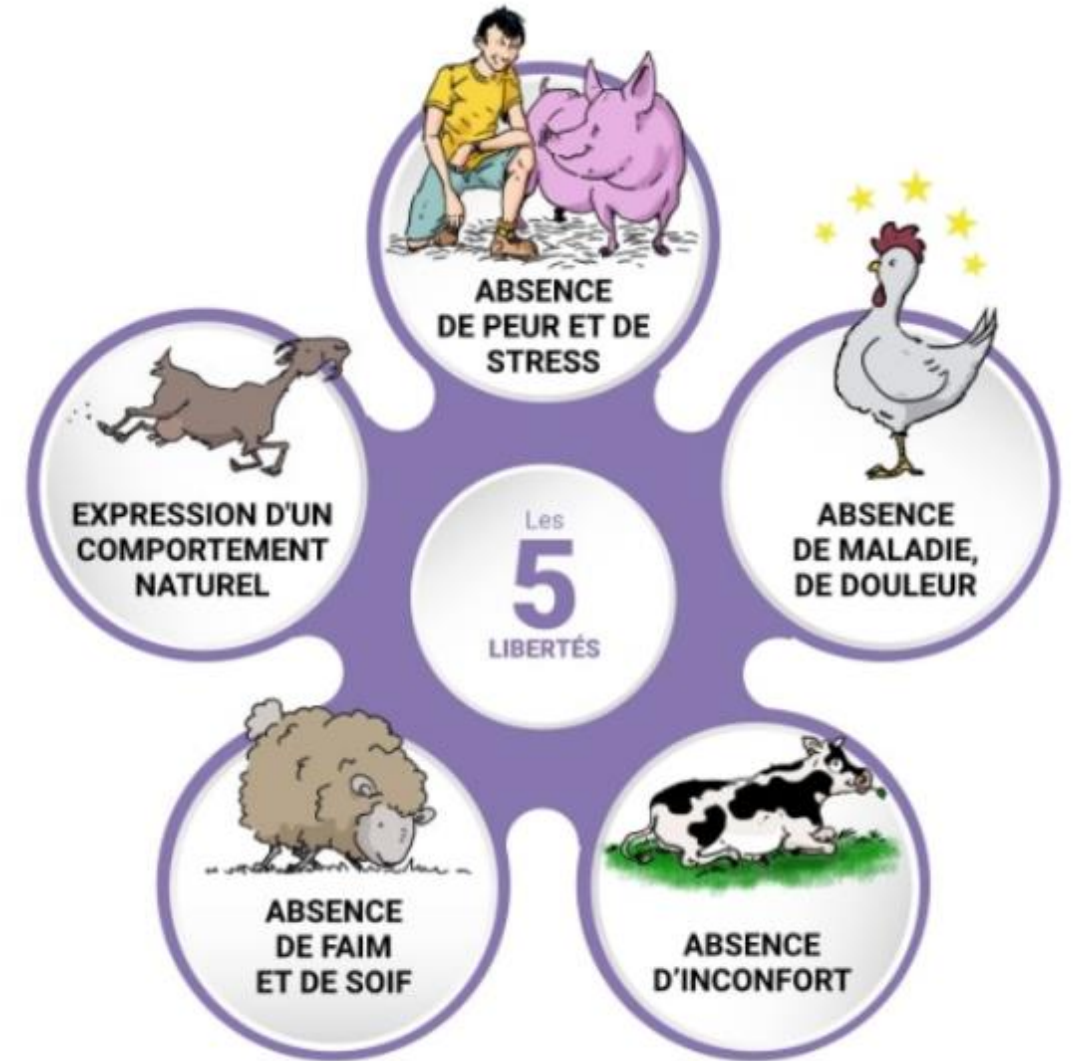 ABSENCE
DE PEUR ET DE
STRESS
EXPRESSION D'UN
COMPORTEMENT
NATUREL
ABSENCE
DE MALADIE,
DE DOULEUR
Les
5
LIBERTÉS
ABSENCE
DE FAIM
ET DE SOIF
ABSENCE
D’INCONFORT